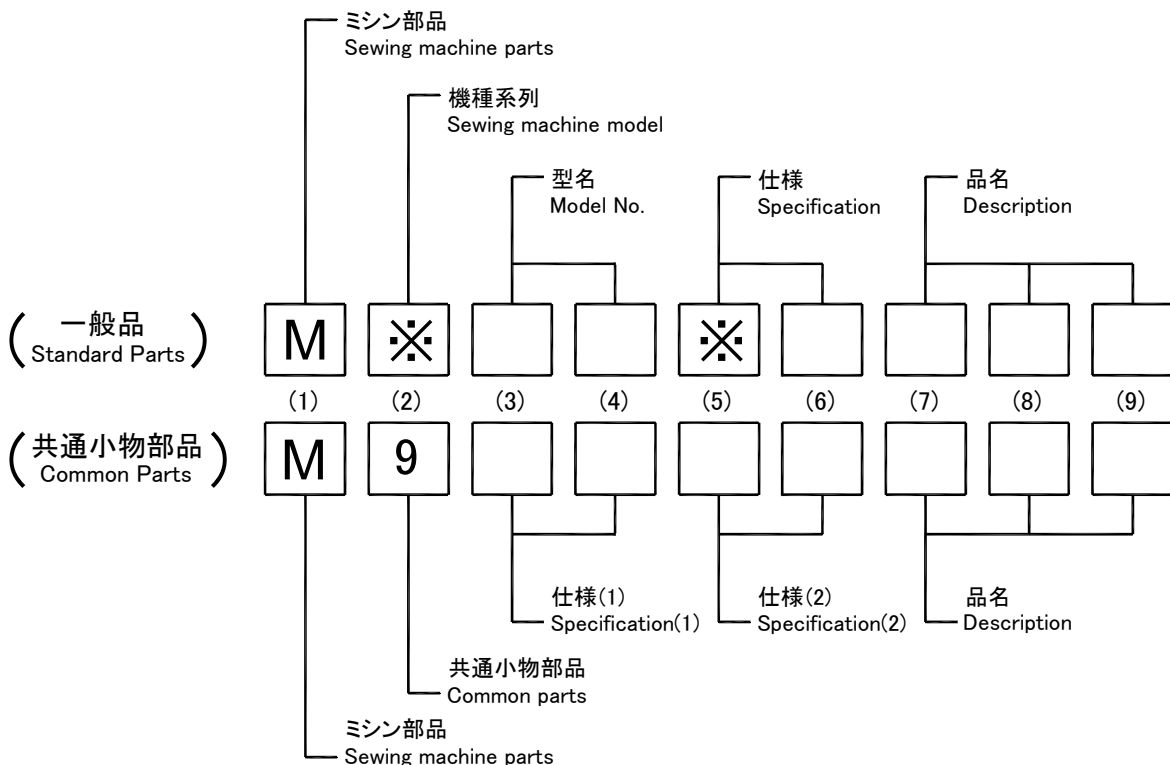 ミシン部品
Sewing machine parts
機種系列
Sewing machine model
型名
Model No.
仕様
Specification
品名
Description
(一般品
Standard Parts)
M ※ ※
(1) (2) (3) (4) (5) (6) (7) (8) (9)
(共通小物部品
Common Parts)
M 9
仕様(1)
Specification(1)
仕様(2)
Specification(2)
品名
Description
共通小物部品
Common parts
ミシン部品
Sewing machine parts